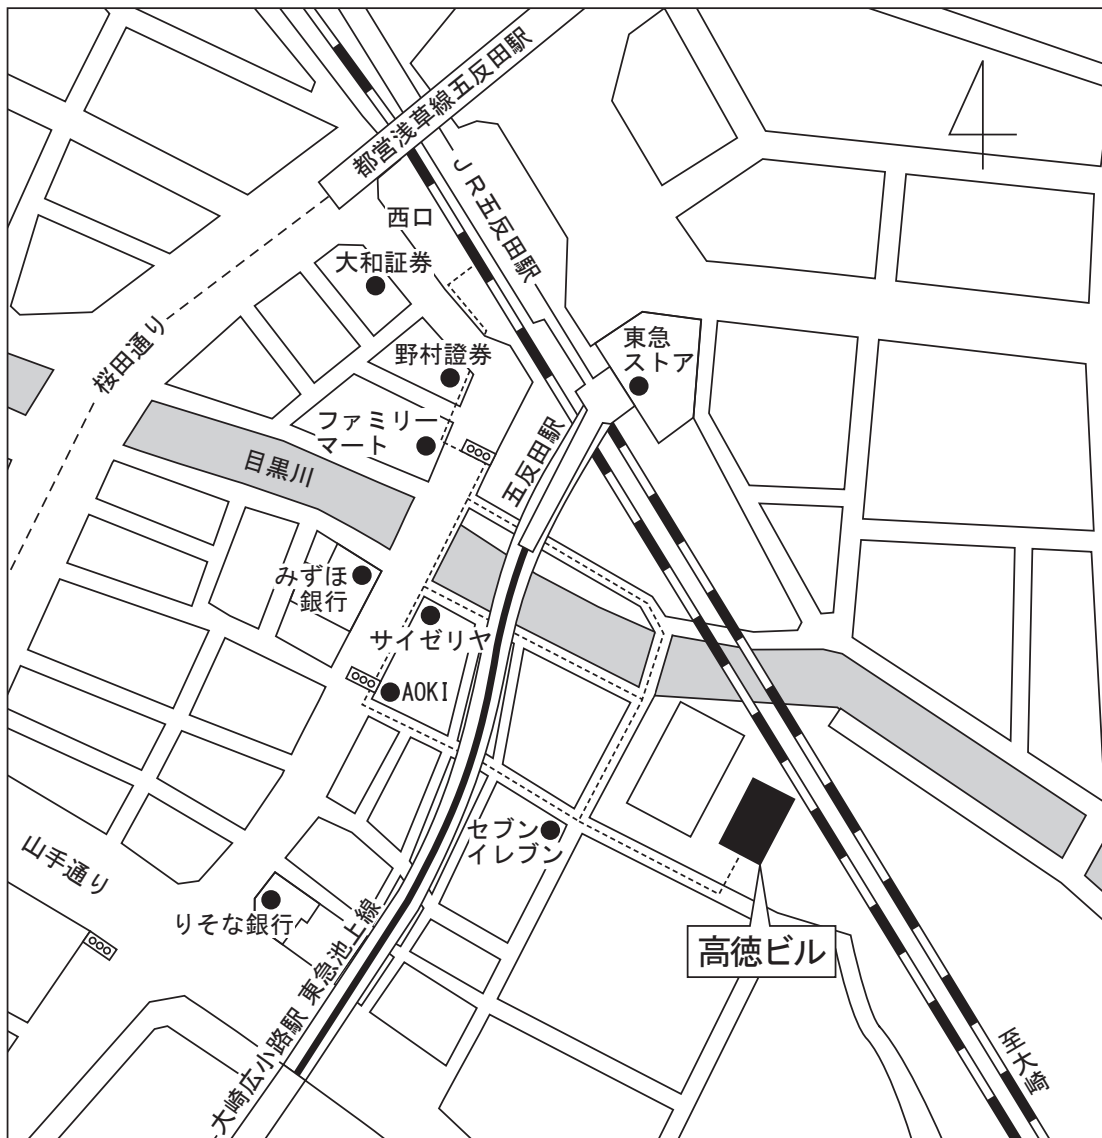 都営浅草線五反田駅
JR五反田駅
西口
大和証券
東急
ストア
桜田通り
野村證券
ファミリー
マート
五反田駅
目黒川
みずほ
銀行
サイゼリヤ
AOKI
セブン
イレブン
山手通り
りそな銀行
高徳ビル
東急池上線
大崎広小路駅
至大崎